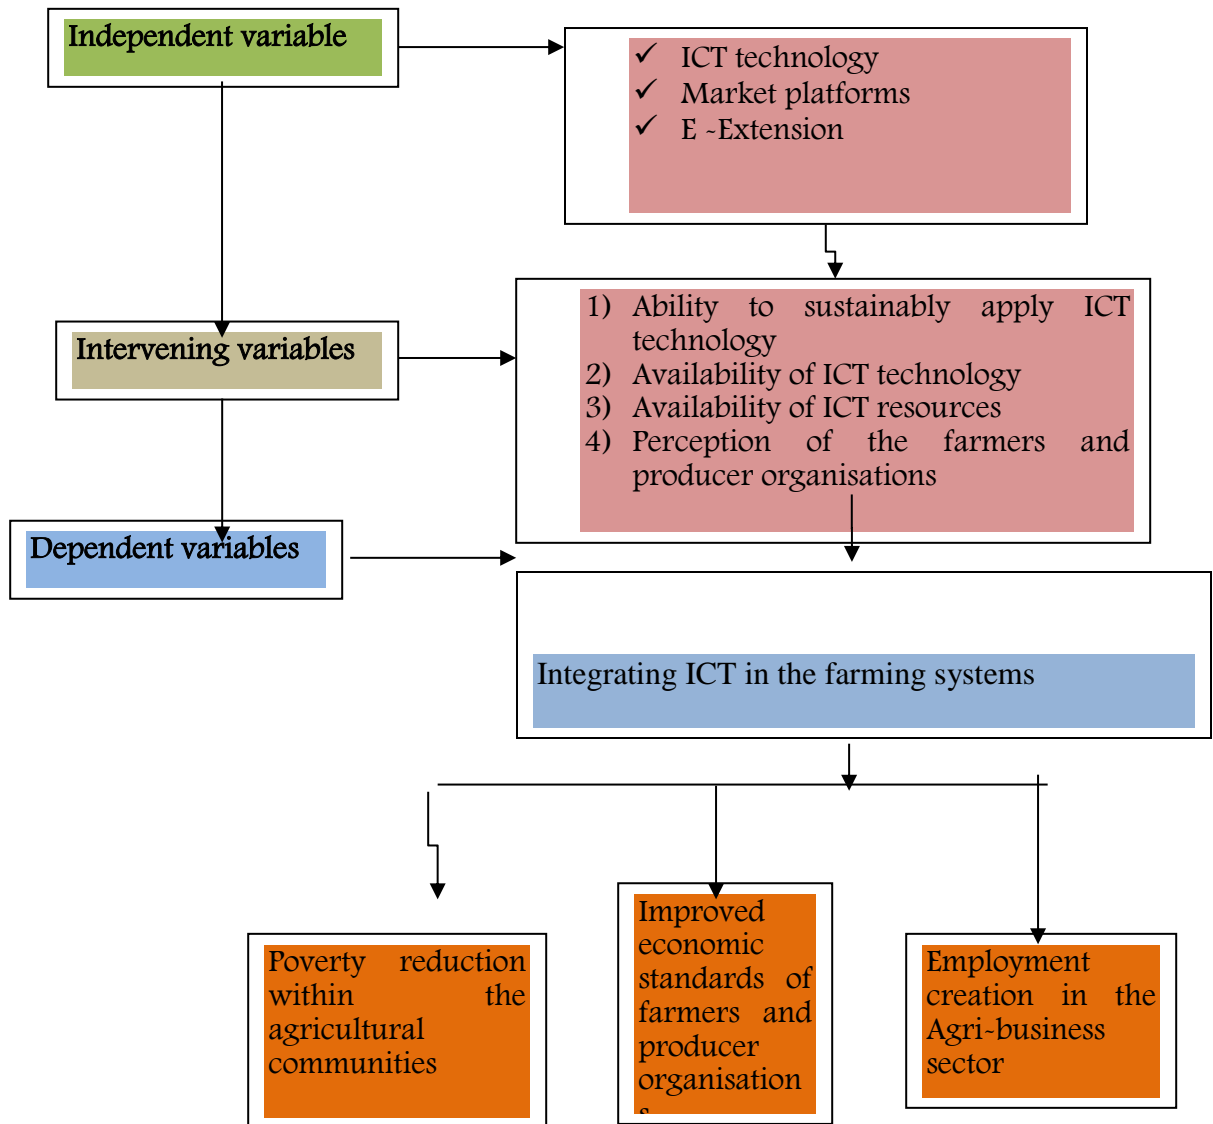 Independent variable
✓ ICT technology
✓ Market platforms
✓ E -Extension
Intervening variables
1) Ability to sustainably apply ICT
technology
2) Availability of ICT technology
3) Availability of ICT resources
4) Perception of the farmers and
producer organisations
Dependent variables
Integrating ICT in the farming systems
Poverty reduction
within the
agricultural
communities
Improved
economic
standards of
farmers and
producer
organisation
s
Employment
creation in the
Agri-business
sector